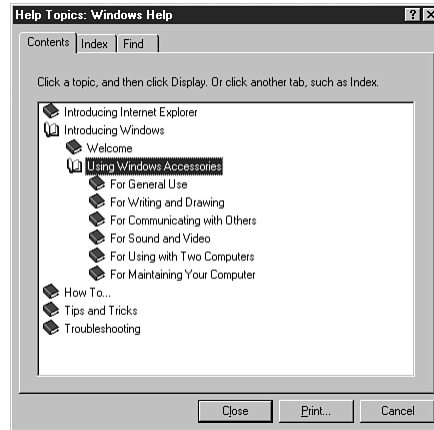 Help Topics: Windows Help
Contents Index Find
Click a topic, and then click Display. Or click another tab, such as Index.
Introducing Internet Explorer
Introducing Windows
Welcome
Using Windows Accessories
For General Use
For Writing and Drawing
For Communicating with Others
For Sound and Video
For Using with Two Computers
For Maintaining Your Computer
How To...
Tips and Tricks
Troubleshooting
Close Print... Cancel